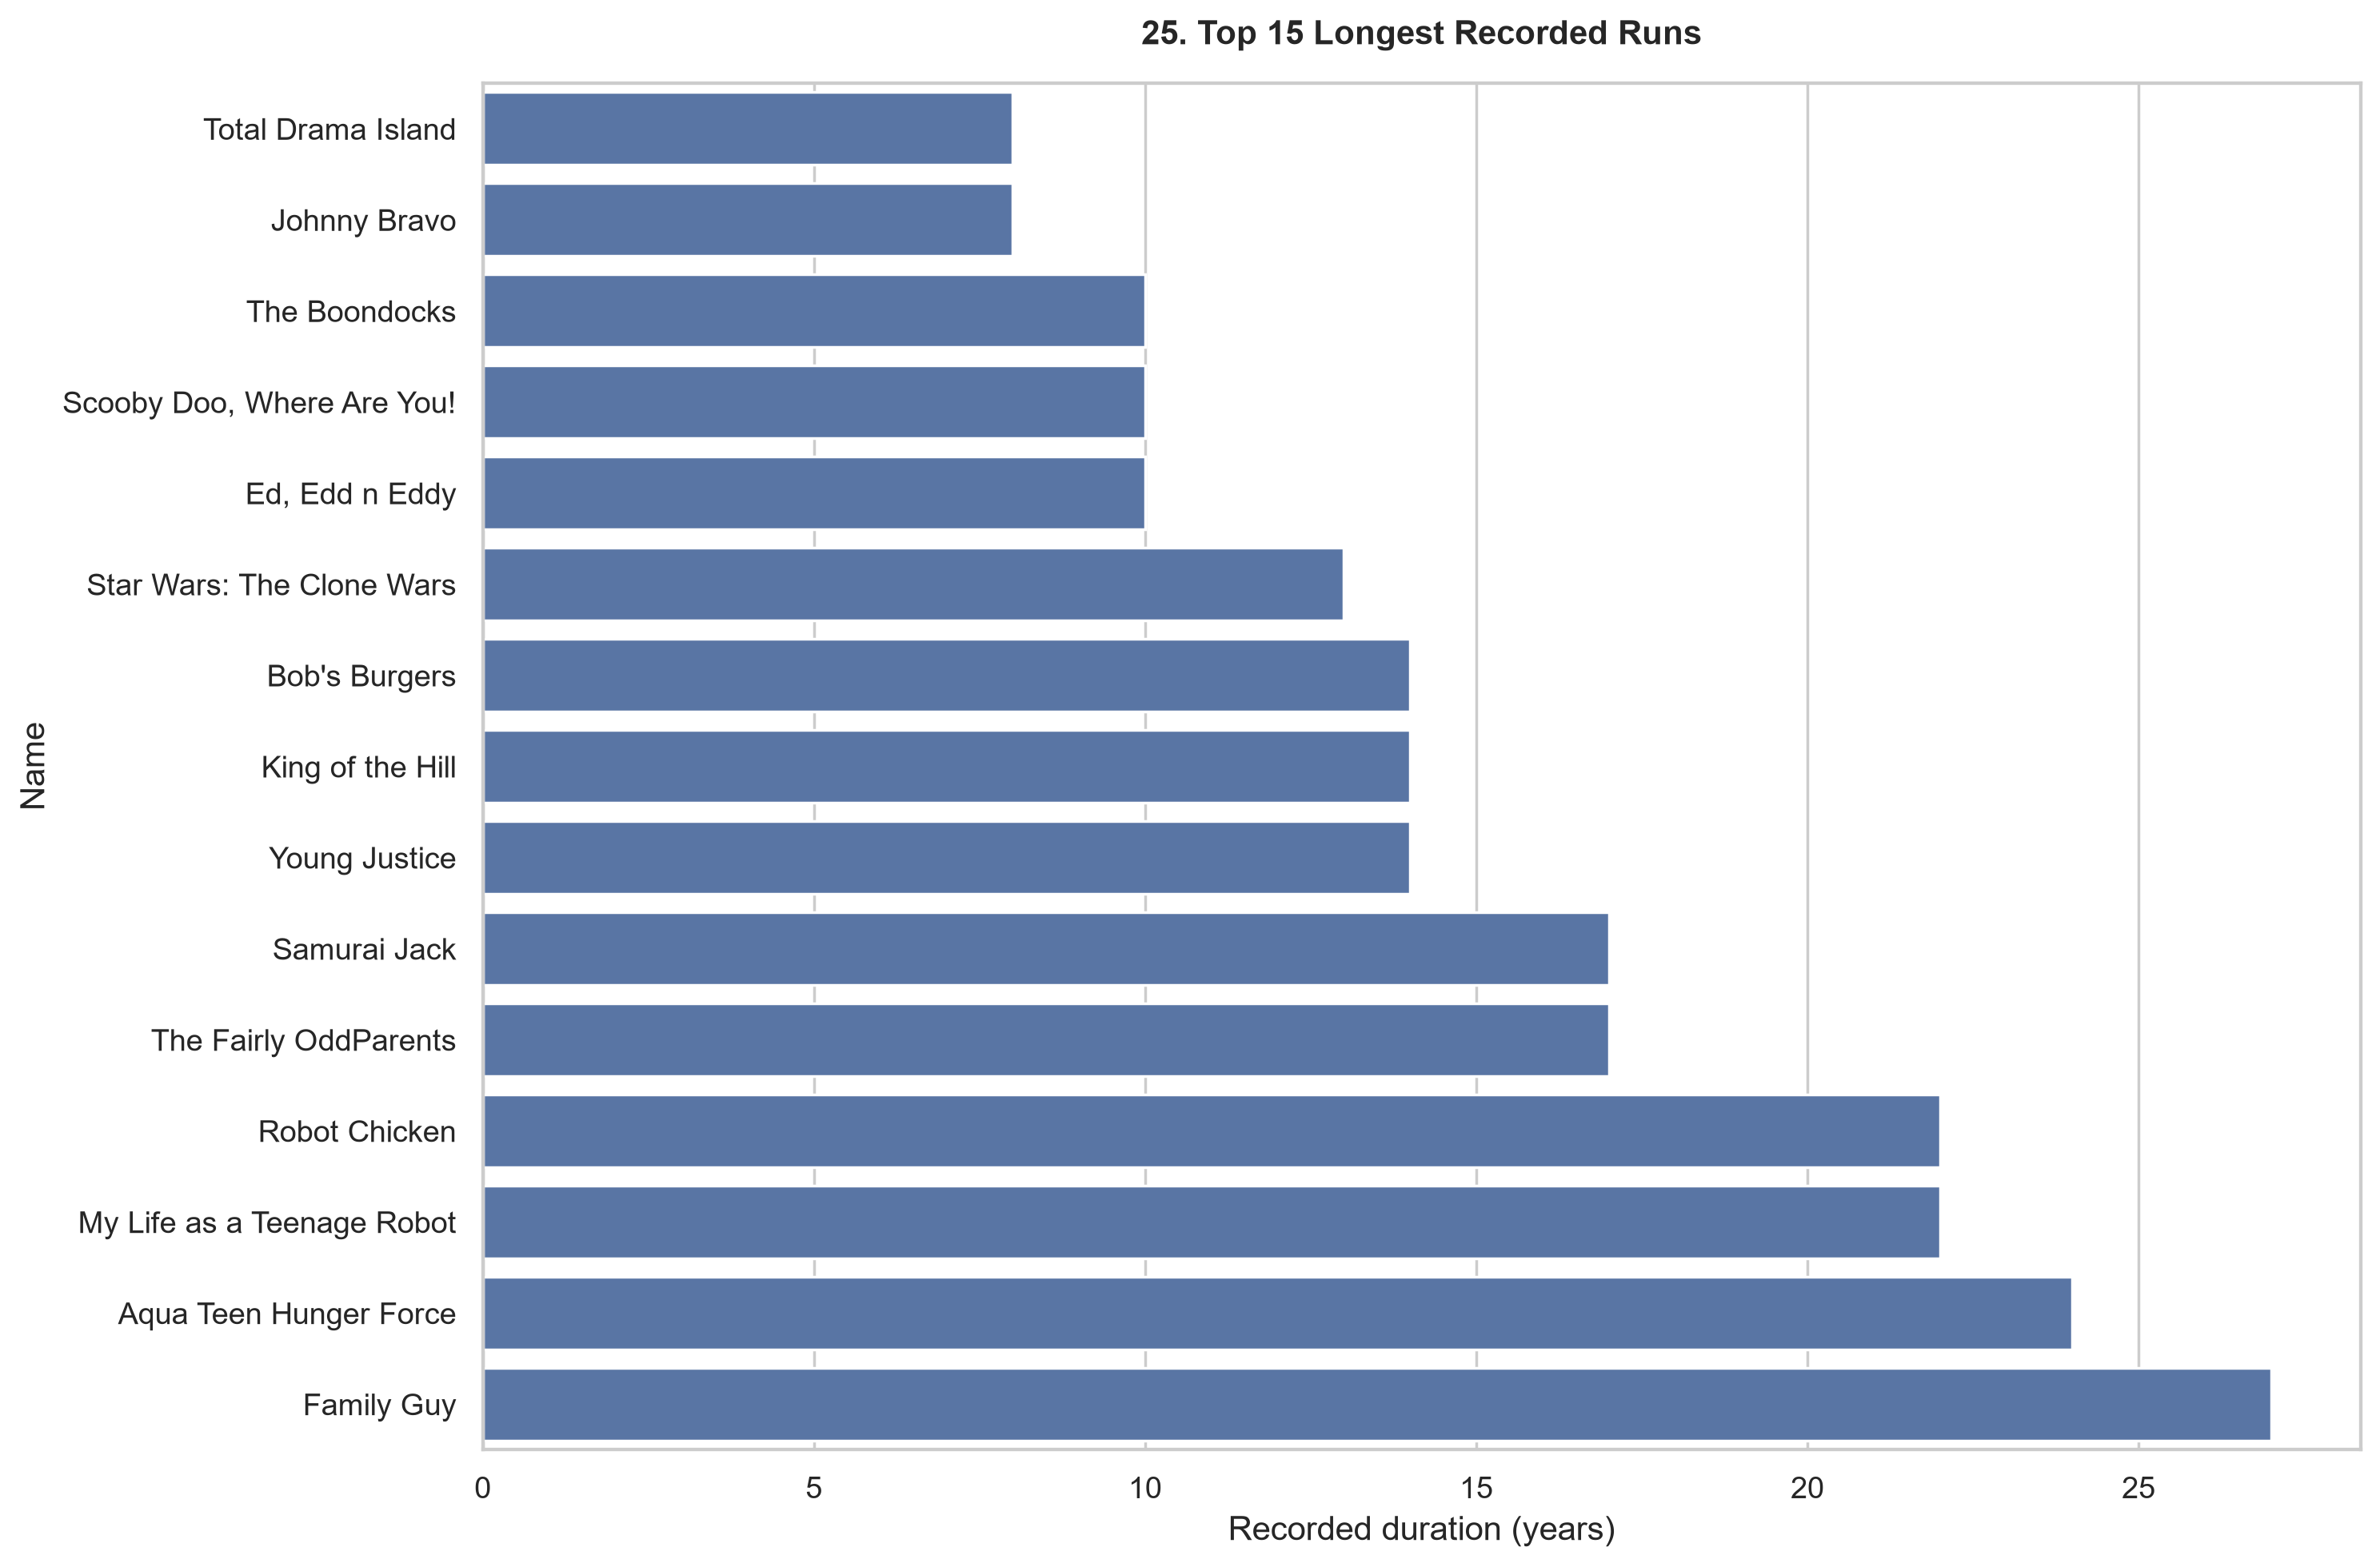 25. Top 15 Longest Recorded Runs
Total Drama Island
Johnny Bravo
The Boondocks
Scooby Doo, Where Are You!
Ed, Edd n Eddy
Star Wars: The Clone Wars
Bob's Burgers
King of the Hill
Young Justice
Samurai Jack
The Fairly OddParents
Robot Chicken
My Life as a Teenage Robot
Aqua Teen Hunger Force
Family Guy
Name
0 5 10 15 20 25
Recorded duration (years)